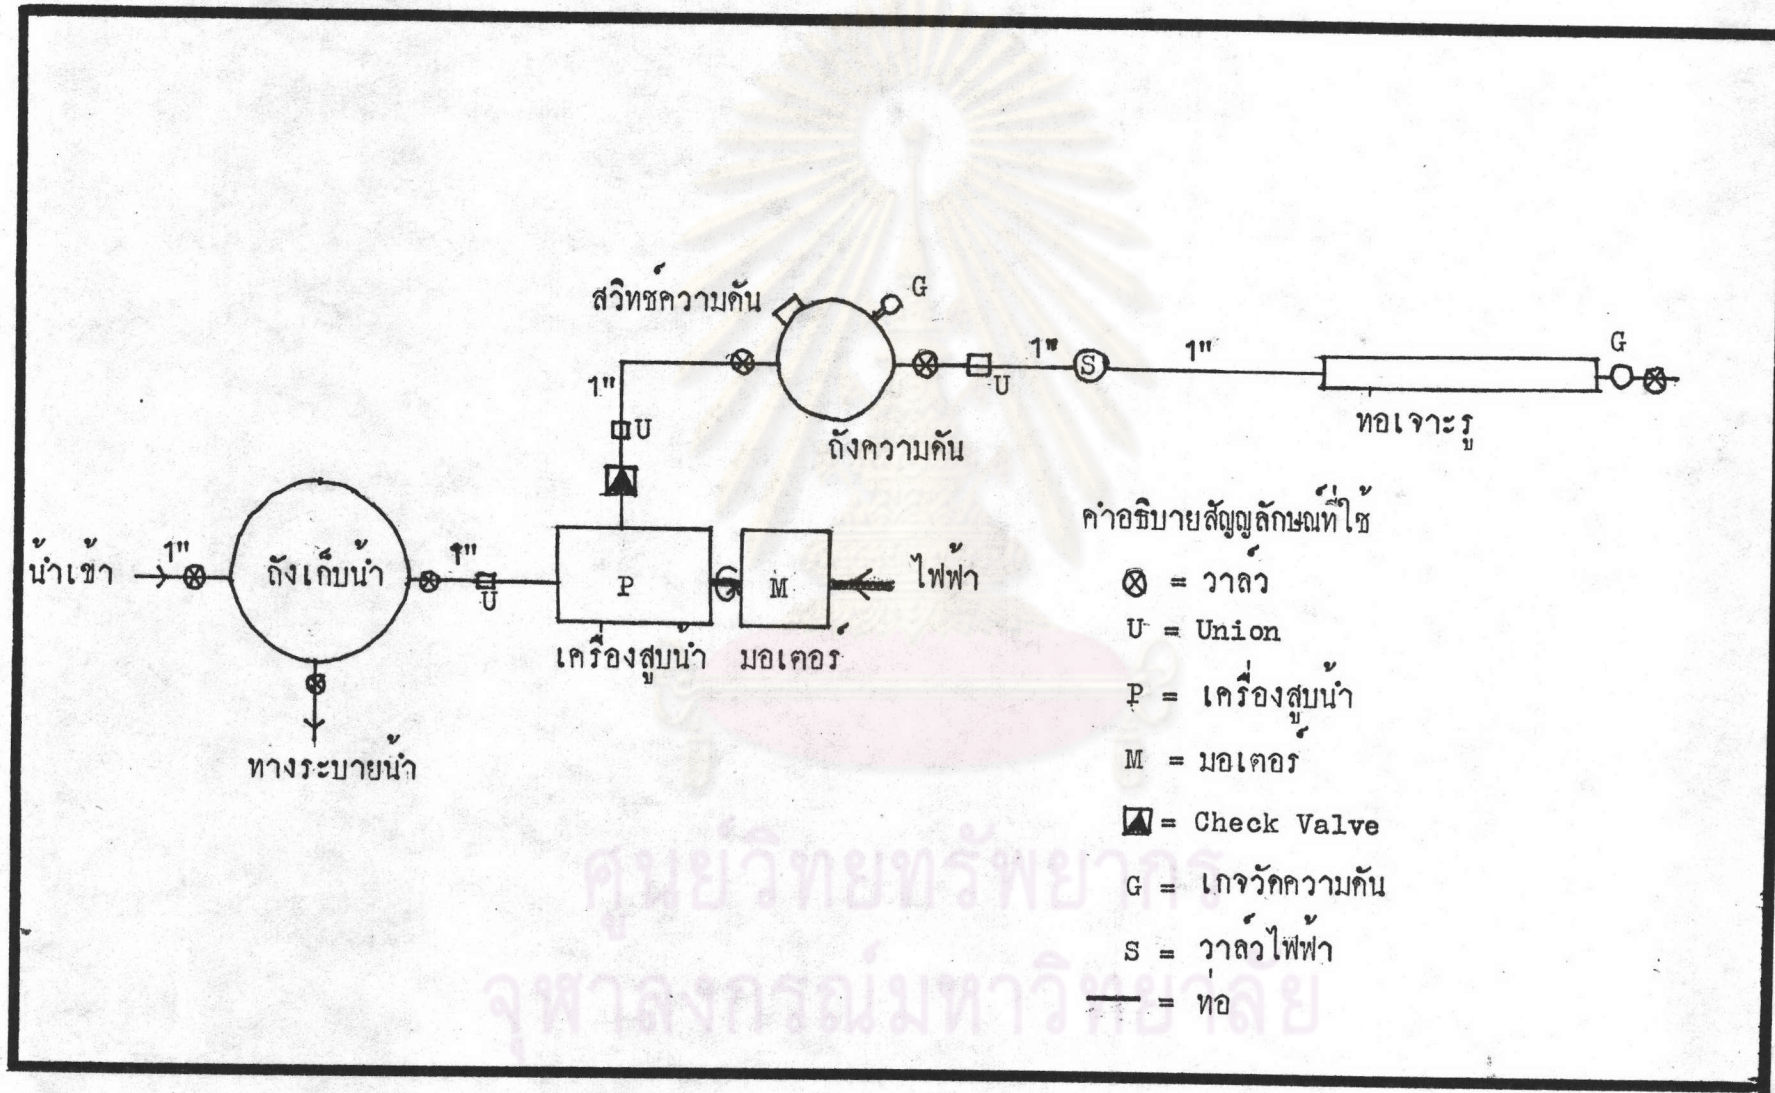 สวิทช์ความดัน
G
1"
1"
1"
G
U
U
ท่อเจาะรู
ถังความดัน
น้ำเข้า
1"
ถังเก็บน้ำ
1"
U
P
M
ไฟฟ้า
เครื่องสูบน้ำ
มอเตอร์
ทางระบายน้ำ
S
คำอธิบายสัญญลักษณ์ที่ใช้
⊗ = วาล์ว
U = Union
P = เครื่องสูบน้ำ
M = มอเตอร์
= Check Valve
G = เกจวัดความดัน
S = วาล์วไฟฟ้า
— = ท่อ
ศูนย์วิทยทรัพยากร
จุฬาลงกรณ์มหาวิทยาลัย